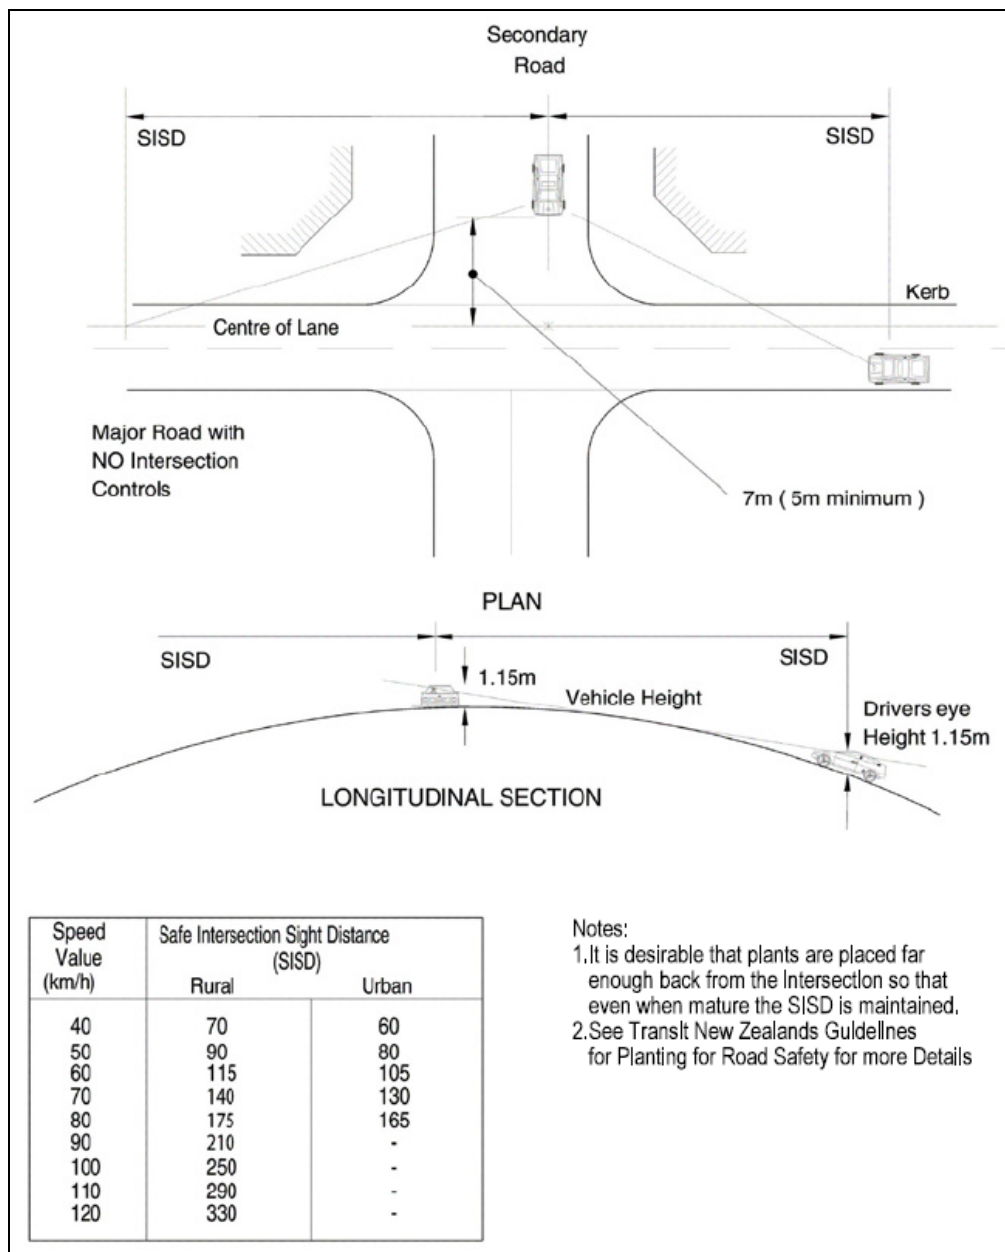 Secondary
Road
SISD
SISD
Kerb
Centre of Lane
Major Road with
NO Intersection
Controls
7m ( 5m minimum )
PLAN
SISD
SISD
1.15m
Vehicle Height
Drivers eye
Height 1.15m
LONGITUDINAL SECTION
Speed
Value
(km/h)
Safe Intersection Sight Distance
(SISD)
Rural Urban
40 70 60
50 90 80
60 115 105
70 140 130
80 175 165
90 210 -
100 250 -
110 290 -
120 330 -
Notes:
1.It is desirable that plants are placed far
enough back from the Intersection so that
even when mature the SISD is maintained.
2.See Transit New Zealands Guidelines
for Planting for Road Safety for more Details